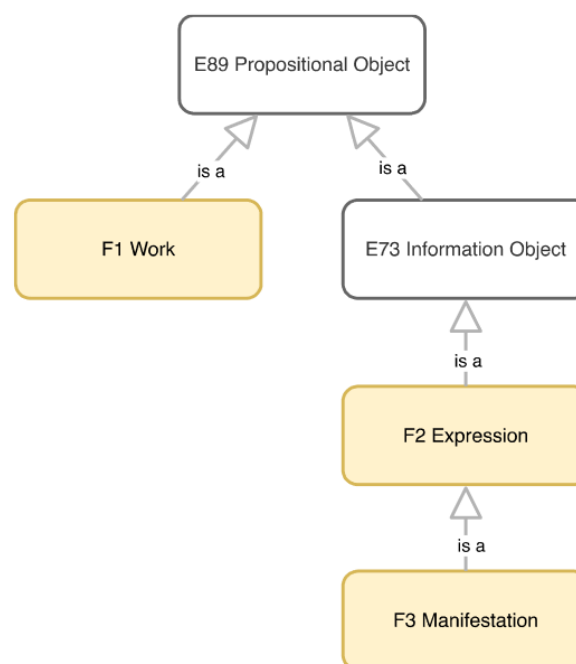 E89 Propositional Object
is a
is a
F1 Work
E73 Information Object
is a
F2 Expression
is a
F3 Manifestation